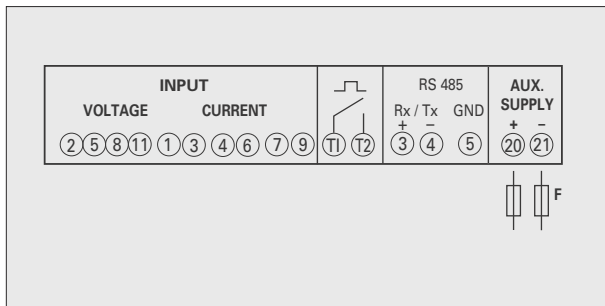 INPUT
VOLTAGE CURRENT
2 5 8 11 1 3 4 6 7 9
T1 T2
RS 485
Rx / Tx GND
+ −
3 4 5
AUX.
SUPPLY
+ −
20 21
F